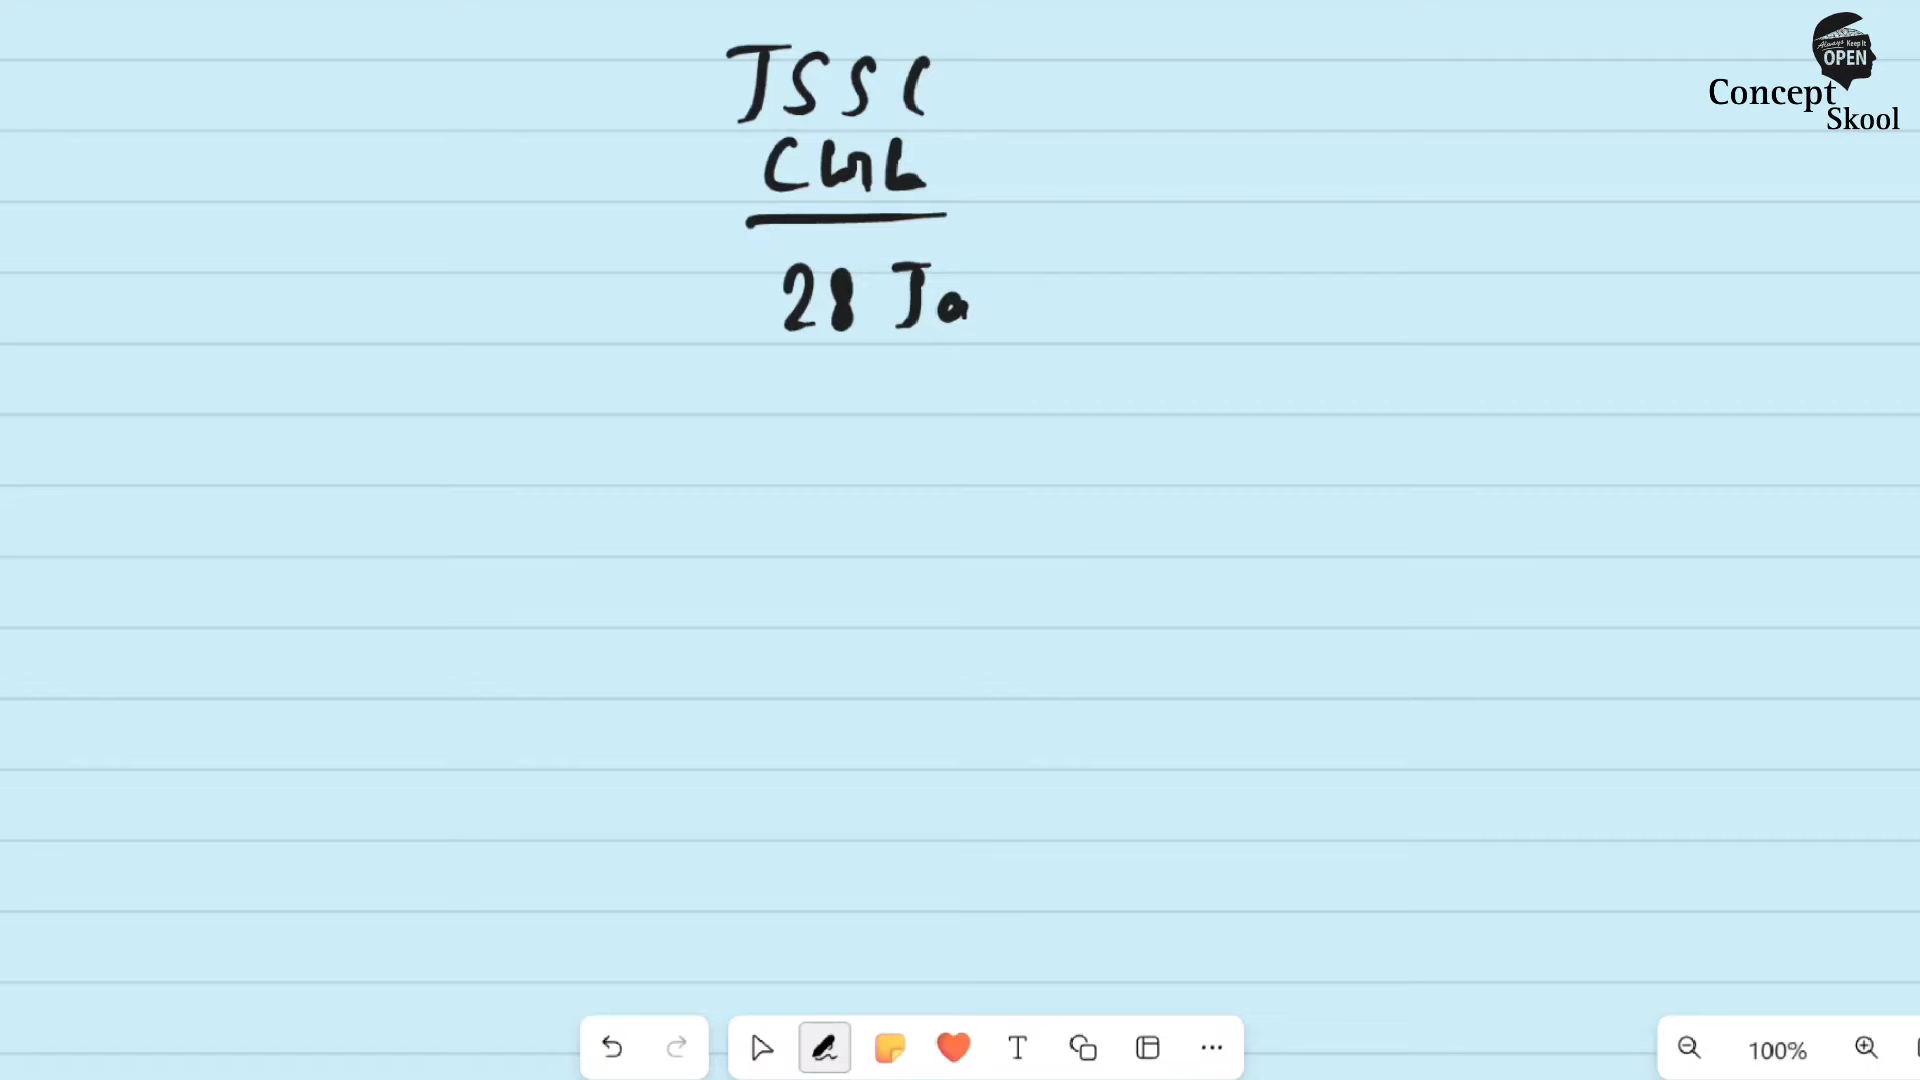 JSSC
CGL
28 Ja
Always Keep It
OPEN
Concept
Skool
100%